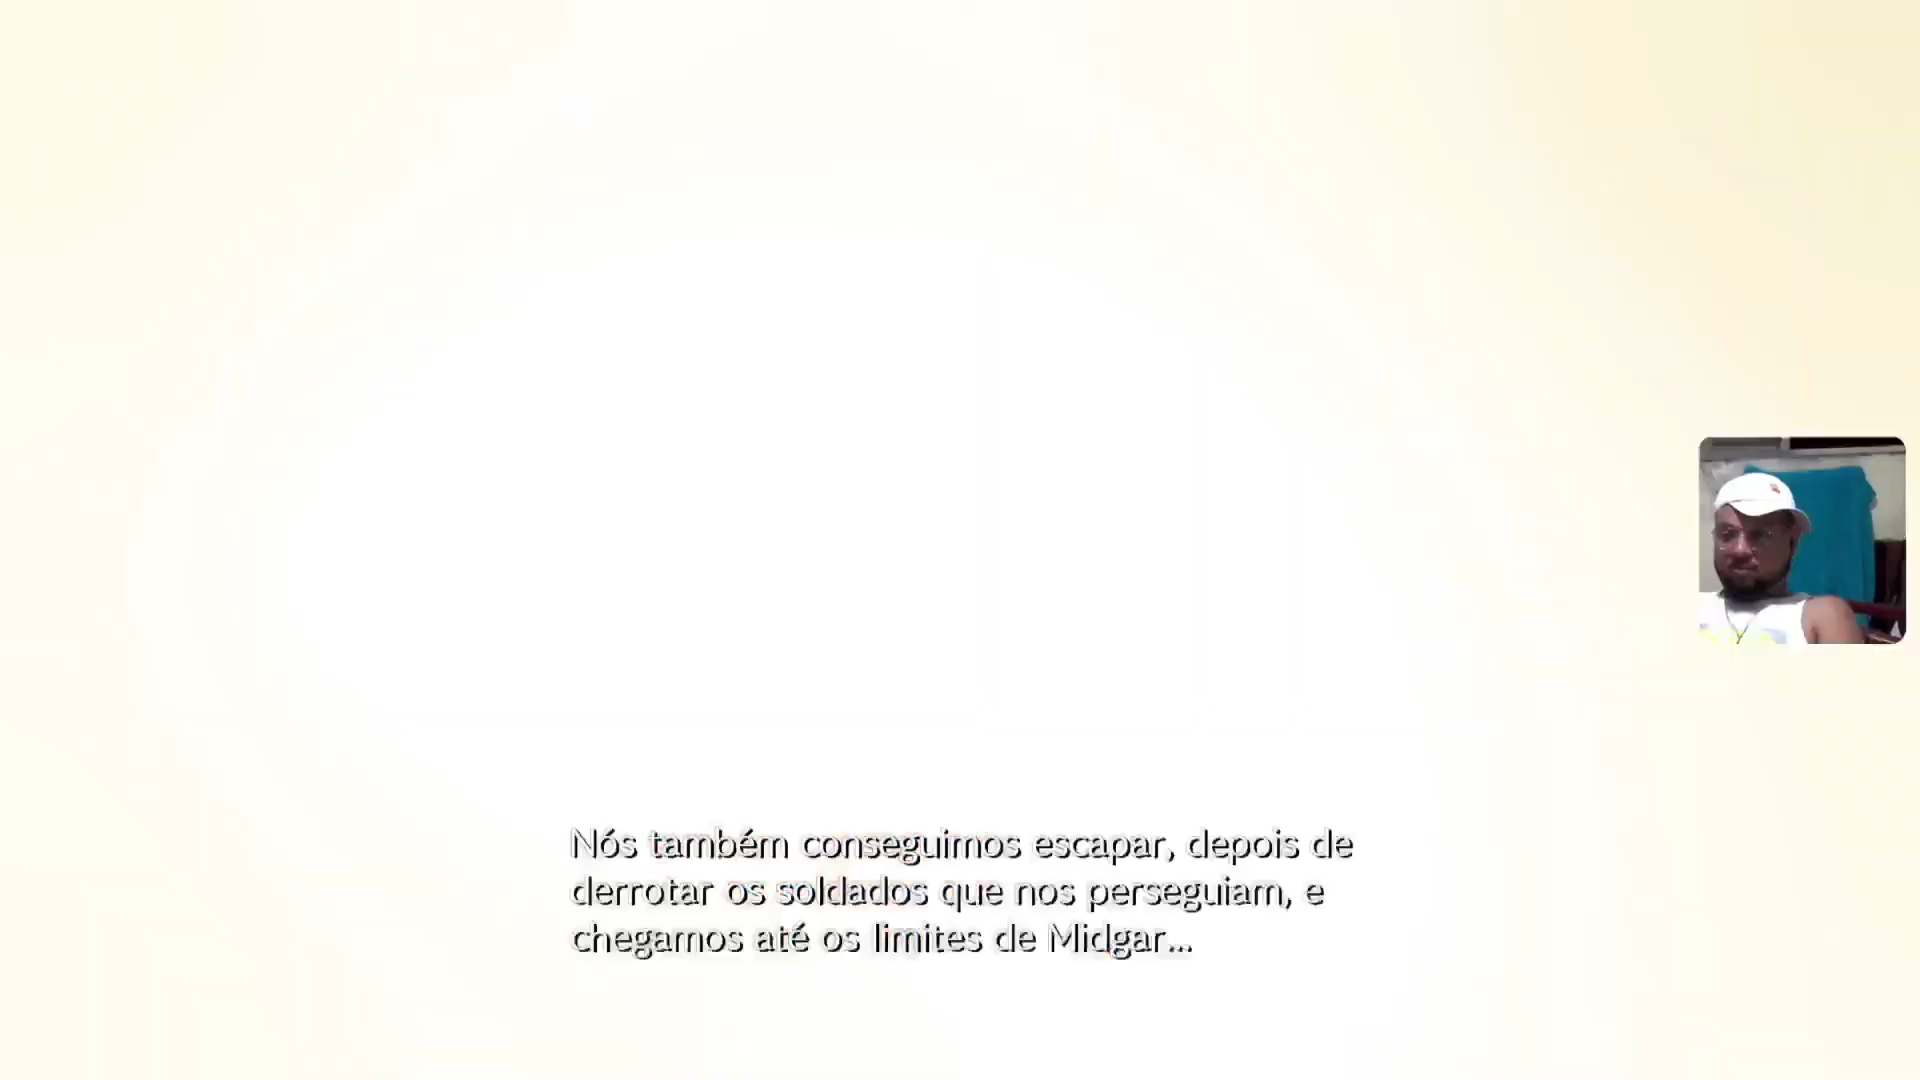 Nós também conseguimos escapar, depois de
derrotar os soldados que nos perseguiam, e
chegamos até os limites de Midgar...